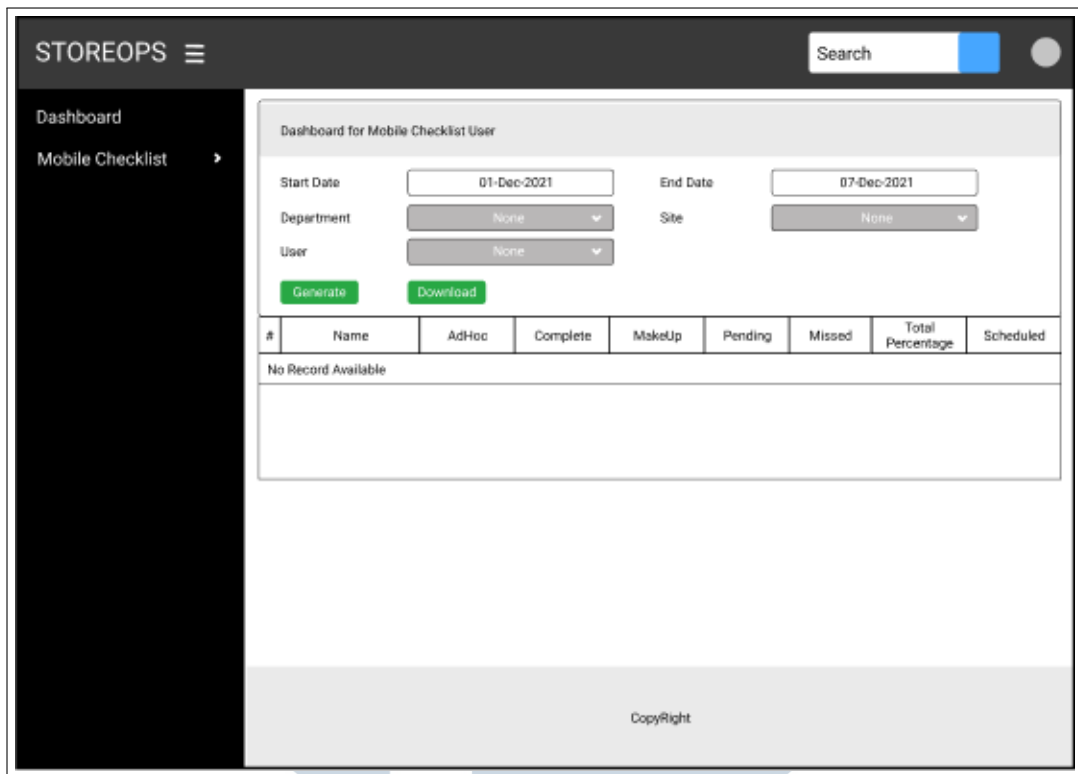 STOREOPS Search
Dashboard
Mobile Checklist
Dashboard for Mobile Checklist User
Start Date 01-Dec-2021 End Date 07-Dec-2021
Department None Site None
User None
Generate Download
# Name AdHoc Complete MakeUp Pending Missed Total Percentage Scheduled
No Record Available
CopyRight